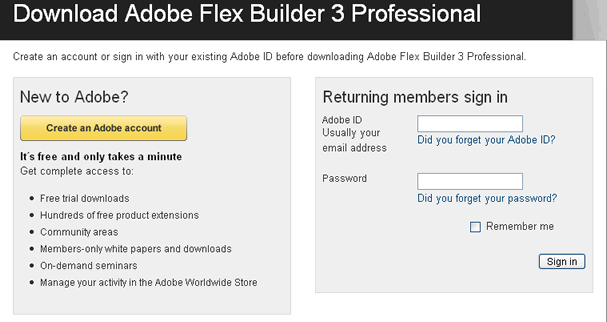 Download Adobe Flex Builder 3 Professional
Create an account or sign in with your existing Adobe ID before downloading Adobe Flex Builder 3 Professional.
New to Adobe?
Create an Adobe account
It's free and only takes a minute
Get complete access to:
• Free trial downloads
• Hundreds of free product extensions
• Community areas
• Members-only white papers and downloads
• On-demand seminars
• Manage your activity in the Adobe Worldwide Store
Returning members sign in
Adobe ID
Usually your
email address
Did you forget your Adobe ID?
Password
Did you forget your password?
Remember me
Sign in